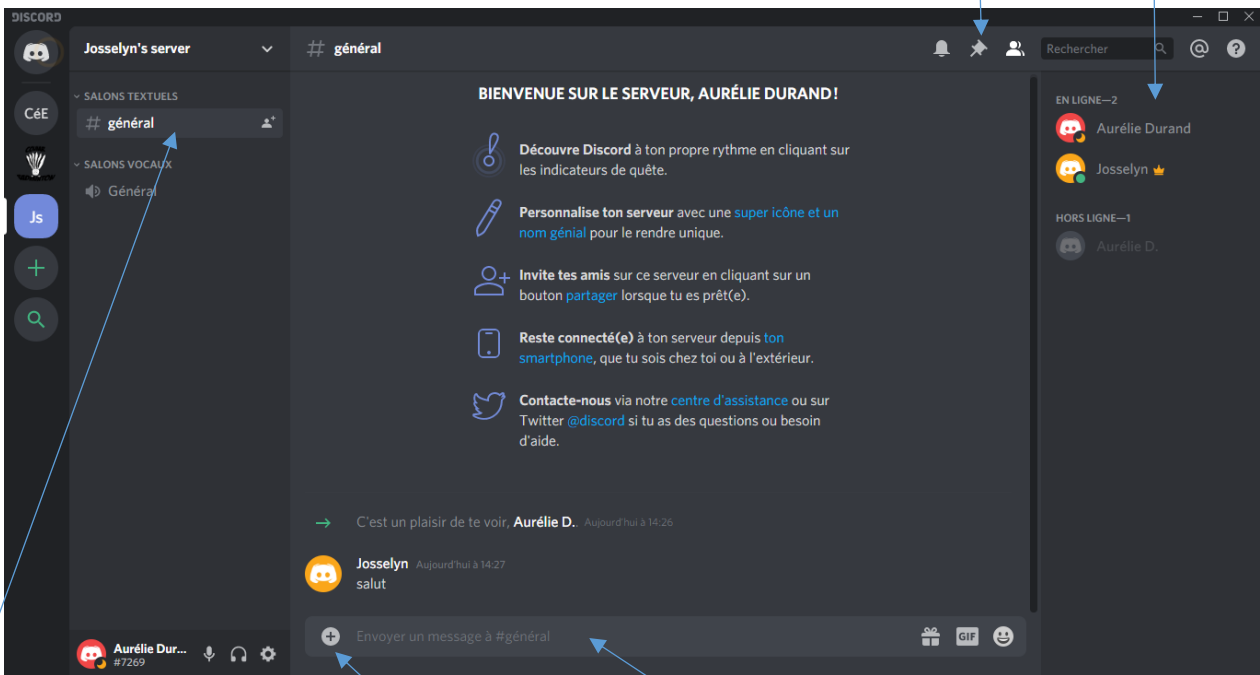 DISCORD
Josselyn's server
# général
Rechercher
CéE
Js
SALONS TEXTUELS
# général
SALONS VOCAUX
Général
BIENVENUE SUR LE SERVEUR, AURÉLIE DURAND !
Découvre Discord à ton propre rythme en cliquant sur
les indicateurs de quête.
Personnalise ton serveur avec une super icône et un
nom génial pour le rendre unique.
Invite tes amis sur ce serveur en cliquant sur un
bouton partager lorsque tu es prêt(e).
Reste connecté(e) à ton serveur depuis ton
smartphone, que tu sois chez toi ou à l'extérieur.
Contacte-nous via notre centre d'assistance ou sur
Twitter @discord si tu as des questions ou besoin
d'aide.
C'est un plaisir de te voir, Aurélie D.. Aujourd'hui à 14:26
Josselyn Aujourd'hui à 14:27
salut
Envoyer un message à #général
GIF
Aurélie Dur...
#7269
EN LIGNE—2
Aurélie Durand
Josselyn
HORS LIGNE—1
Aurélie D.